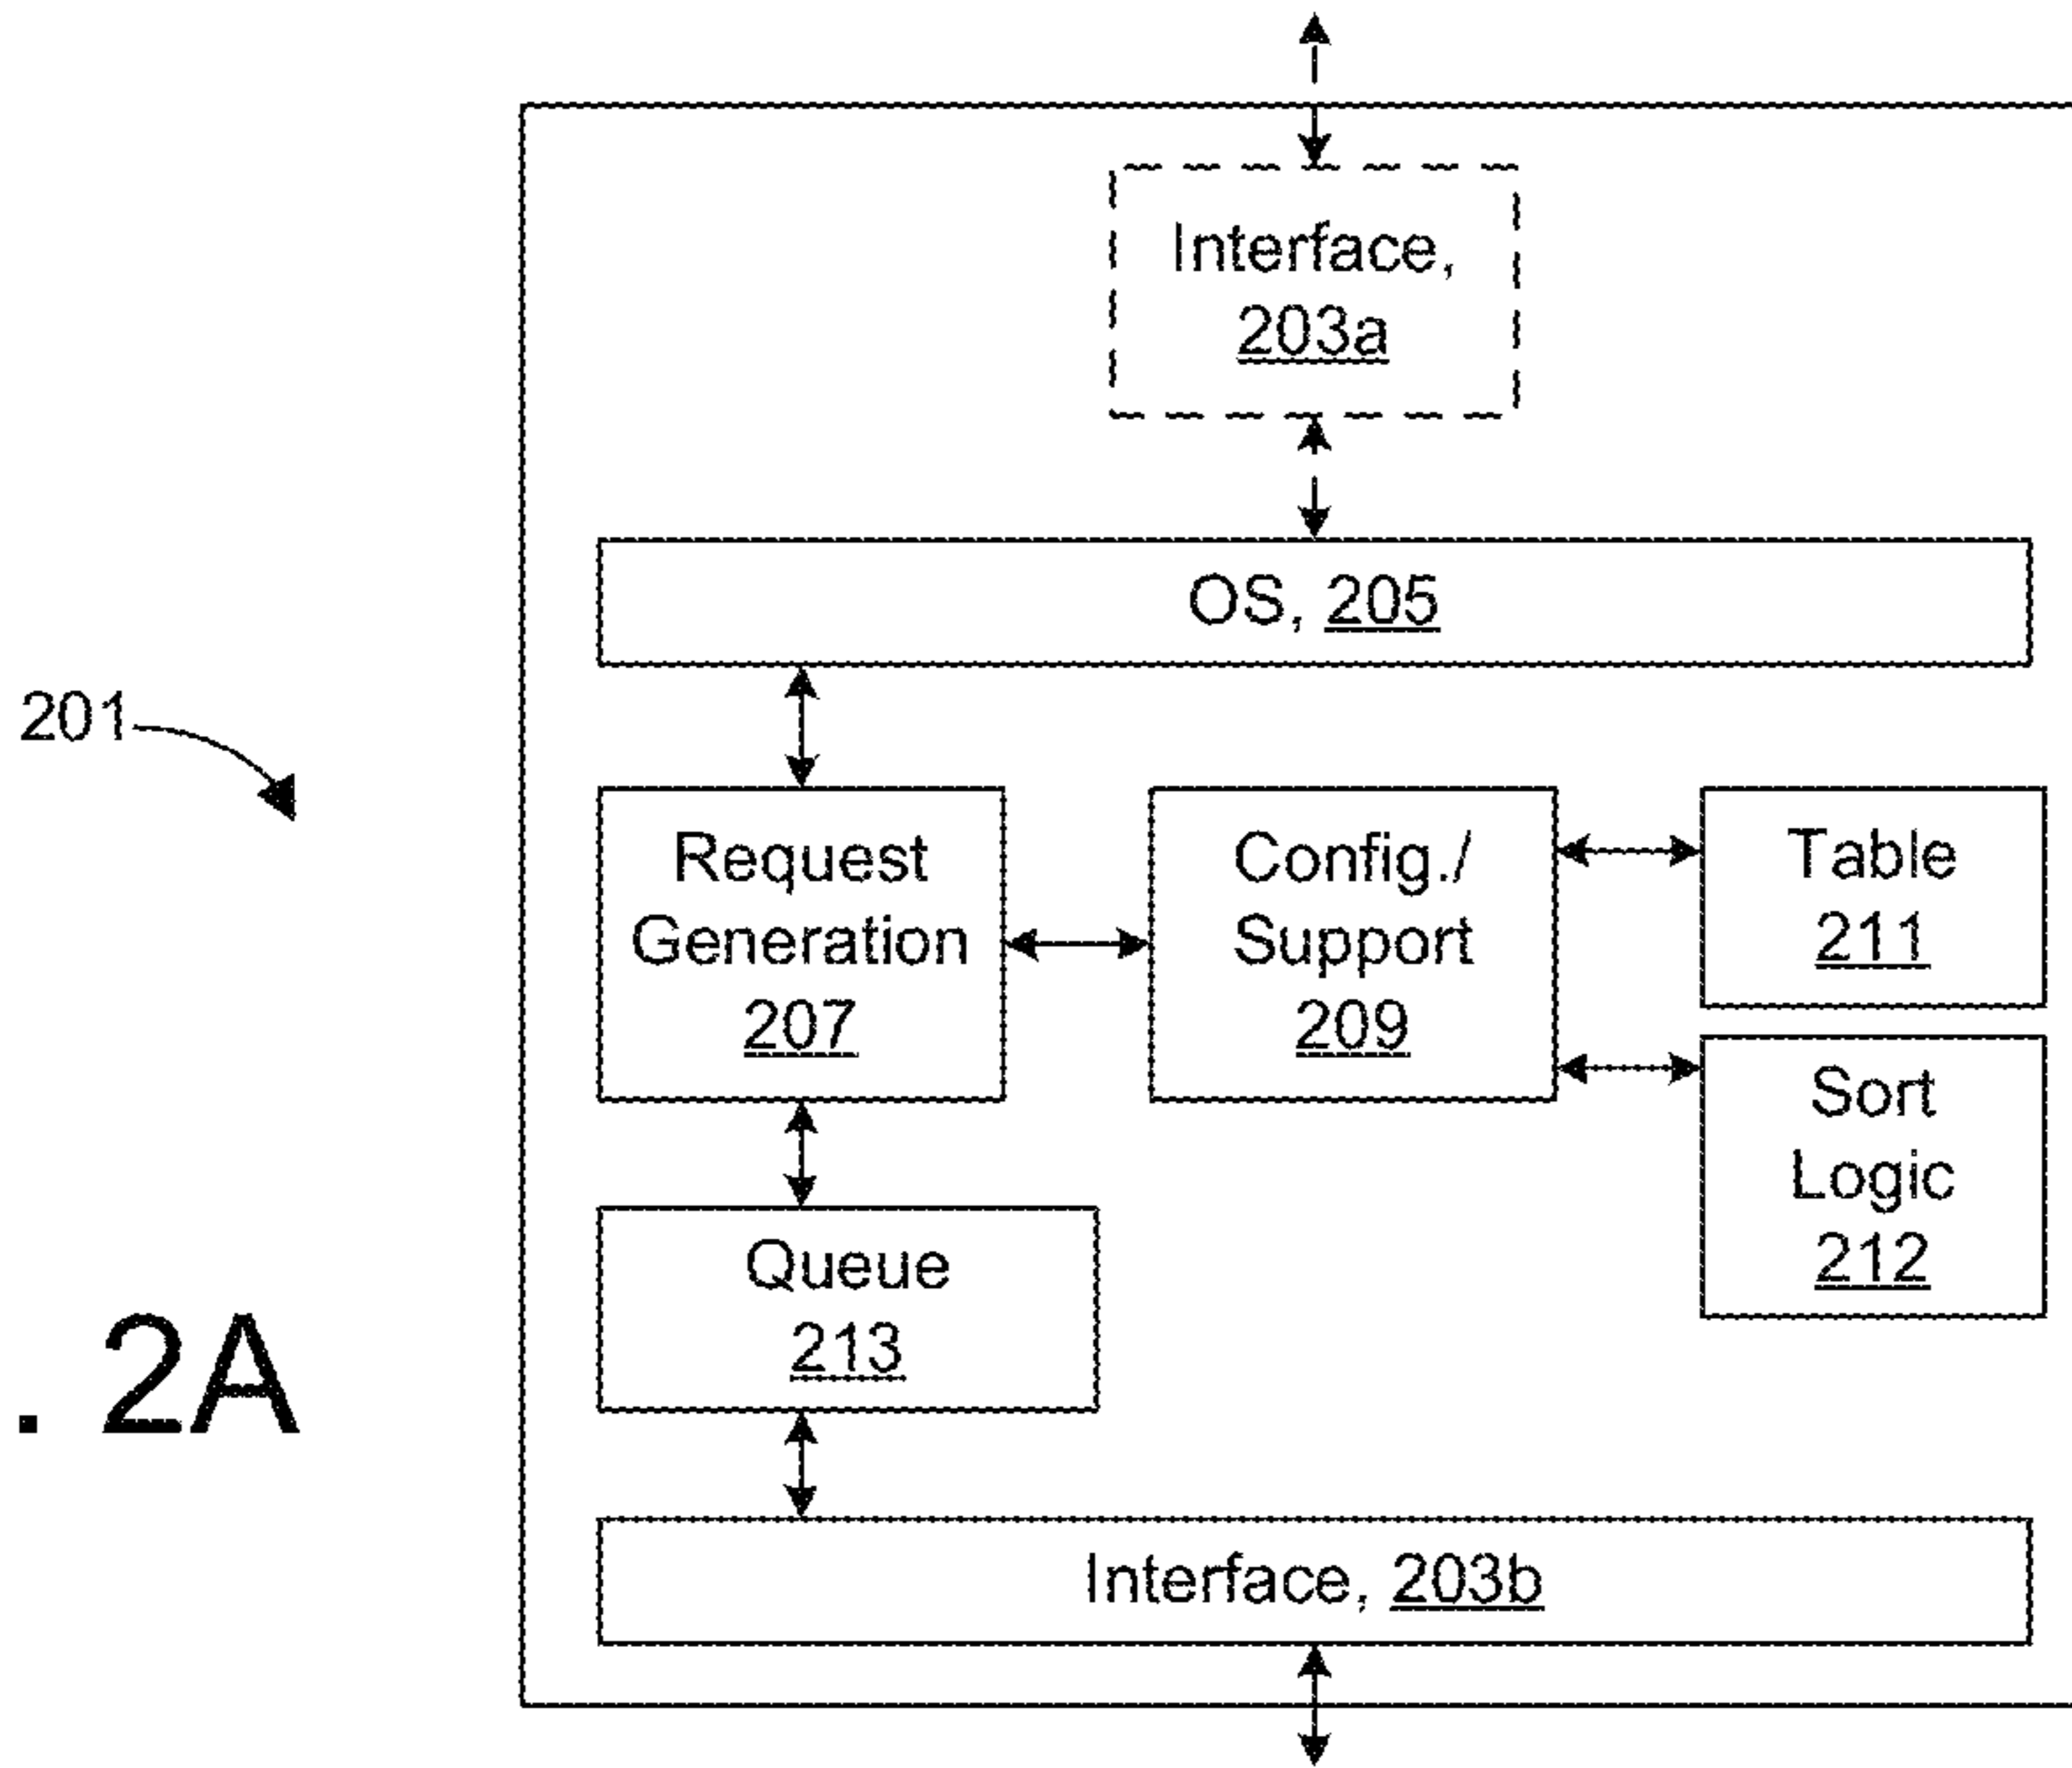 Interface,
203a
OS, 205
201
Request
Generation
207
Config./
Support
209
Table
211
Sort
Logic
212
Queue
213
. 2A
Interface, 203b